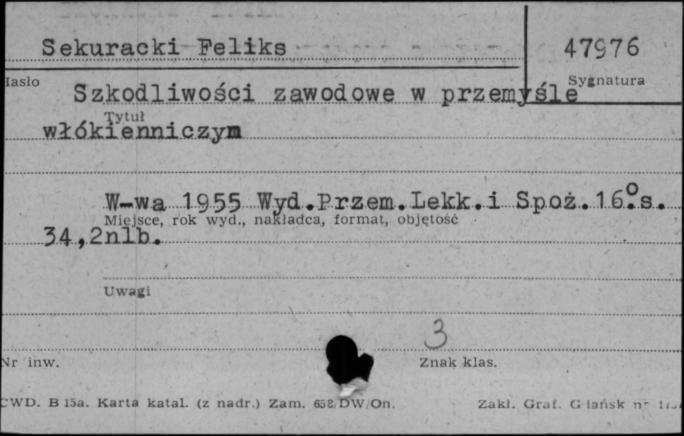 Sekuracki Feliks
47976
Hasło
Sygnatura
Szkodliwości zawodowe w przemyśle
Tytuł
włókienniczym
W-wa 1955 Wyd.Przem.Lekk.i Spoż.16°.s.
Miejsce, rok wyd., nakładca, format, objętość
34,2nlb.
Uwagi
3
Nr inw.
Znak klas.
CWD. B 15a. Karta katal. (z nadr.) Zam. 658/DW/On.
Zakł. Graf. Gdańsk nr